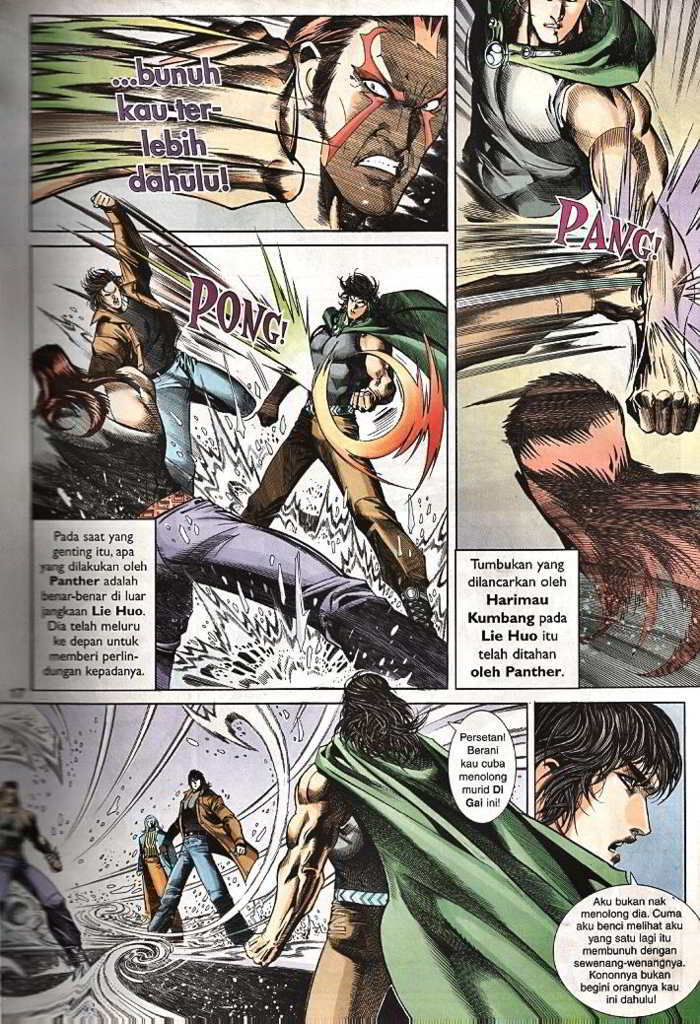 ...bunuh
kau ter-
lebih
dahulu!
PANG!
PONG!
Pada saat yang
genting itu, apa
yang dilakukan oleh
Panther adalah
benar-benar di luar
jangkaan Lie Huo.
Dia telah meluru
ke depan untuk
memberi perlin-
dungan kepadanya.
Tumbukan yang
dilancarkan oleh
Harimau
Kumbang pada
Lie Huo itu
telah ditahan
oleh Panther.
Persetan!
Berani
kau cuba
menolong
murid Di
Gai ini!
Aku bukan nak
menolong dia. Cuma
aku benci melihat aku
yang satu lagi itu
membunuh dengan
sewenang-wenangnya.
Kononnya bukan
begini orangnya kau
ini dahulu!